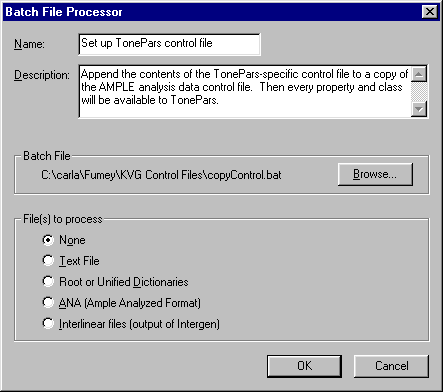 Batch File Processor
Name: Set up TonePars control file
Description: Append the contents of the TonePars-specific control file to a copy of
the AMPLE analysis data control file. Then every property and class
will be available to TonePars.
Batch File
C:\carla\Fumey\KVG Control Files\copyControl.bat Browse...
File(s) to process
None
Text File
Root or Unified Dictionaries
ANA (Ample Analyzed Format)
Interlinear files (output of Intergen)
OK Cancel